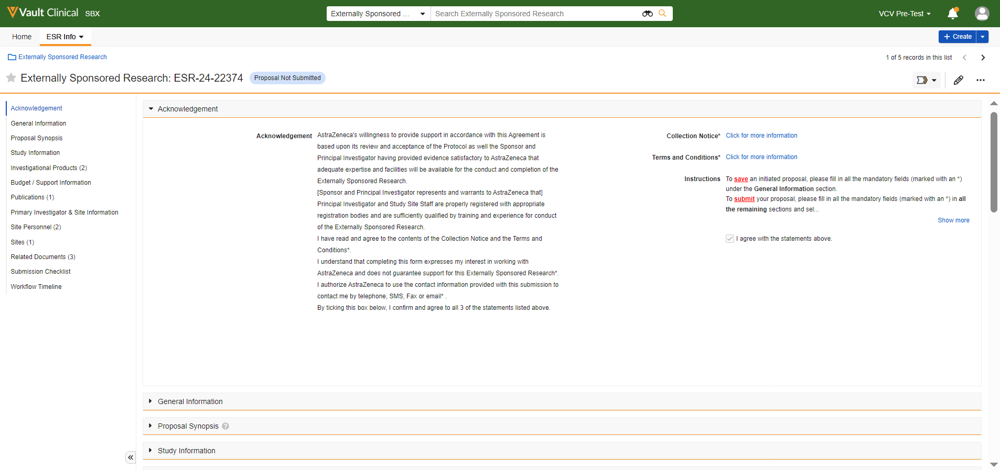 Vault Clinical SBX
Externally Sponsored ...
Search Externally Sponsored Research
VCV Pre-Test
Home
ESR Info
+ Create
Externally Sponsored Research
1 of 5 records in this list
Externally Sponsored Research: ESR-24-22374
Proposal Not Submitted
Acknowledgement
General Information
Proposal Synopsis
Study Information
Investigational Products (2)
Budget / Support Information
Publications (1)
Primary Investigator & Site Information
Site Personnel (2)
Sites (1)
Related Documents (3)
Submission Checklist
Workflow Timeline
Acknowledgement
Acknowledgement
AstraZeneca's willingness to provide support in accordance with this Agreement is
based upon its review and acceptance of the Protocol as well the Sponsor and
Principal Investigator having provided evidence satisfactory to AstraZeneca that
adequate expertise and facilities will be available for the conduct and completion of the
Externally Sponsored Research.
[Sponsor and Principal Investigator represents and warrants to AstraZeneca that]
Principal Investigator and Study Site Staff are properly registered with appropriate
registration bodies and are sufficiently qualified by training and experience for conduct
of the Externally Sponsored Research.
I have read and agree to the contents of the Collection Notice and the Terms and
Conditions*.
I understand that completing this form expresses my interest in working with
AstraZeneca and does not guarantee support for this Externally Sponsored Research*.
I authorize AstraZeneca to use the contact information provided with this submission to
contact me by telephone, SMS, Fax or email* .
By ticking this box below, I confirm and agree to all 3 of the statements listed above.
Collection Notice* Click for more information
Terms and Conditions* Click for more information
Instructions To save an initiated proposal, please fill in all the mandatory fields (marked with an *)
under the General Information section.
To submit your proposal, please fill in all the mandatory fields (marked with an *) in all
the remaining sections and sel...
Show more
I agree with the statements above.
General Information
Proposal Synopsis ?
Study Information